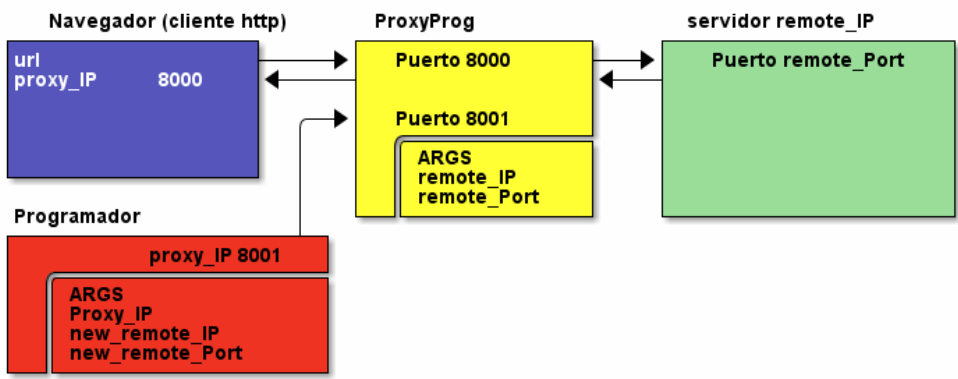 Navegador (cliente http)
url
proxy_IP 8000
ProxyProg
Puerto 8000
Puerto 8001
ARGS
remote_IP
remote_Port
servidor remote_IP
Puerto remote_Port
Programador
proxy_IP 8001
ARGS
Proxy_IP
new_remote_IP
new_remote_Port